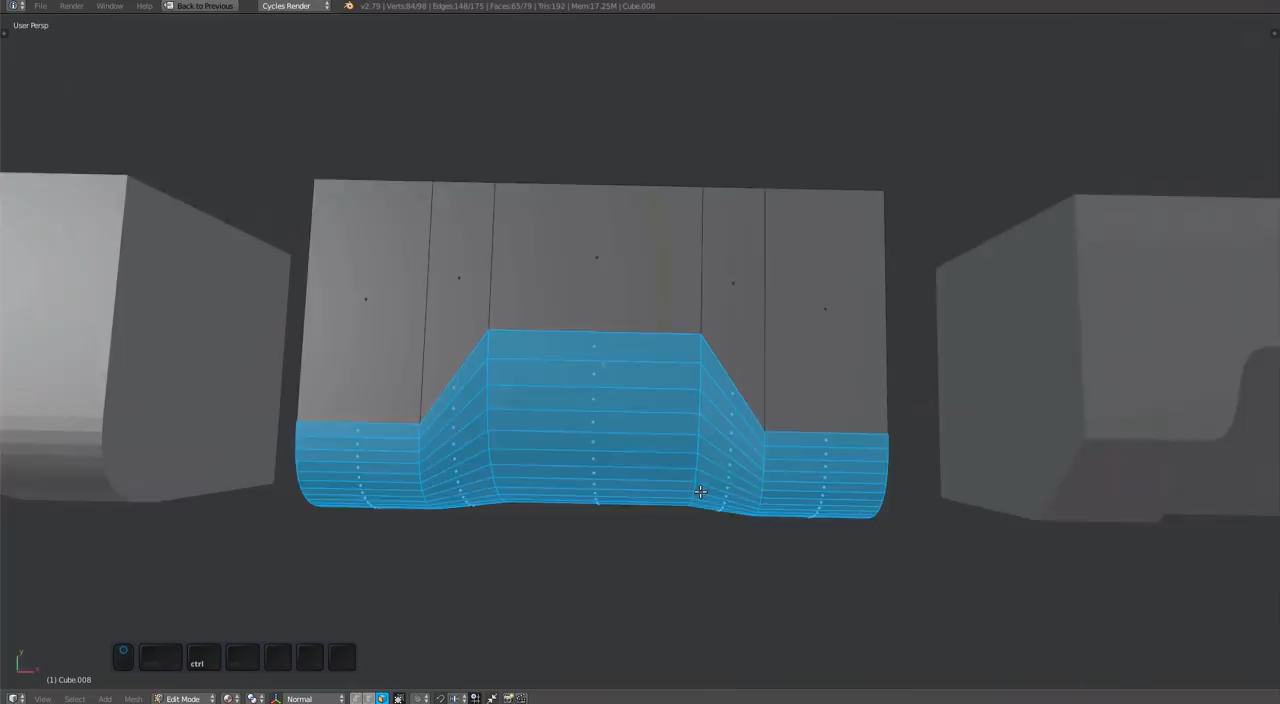 File Render Window Help Back to Previous Cycles Render v2.79 | Verts:84/98 | Edges:148/175 | Faces:65/79 | Tris:192 | Mem:17.25M | Cube.008
User Persp
ctrl
y
x
(1) Cube.008
View Select Add Mesh Edit Mode Normal